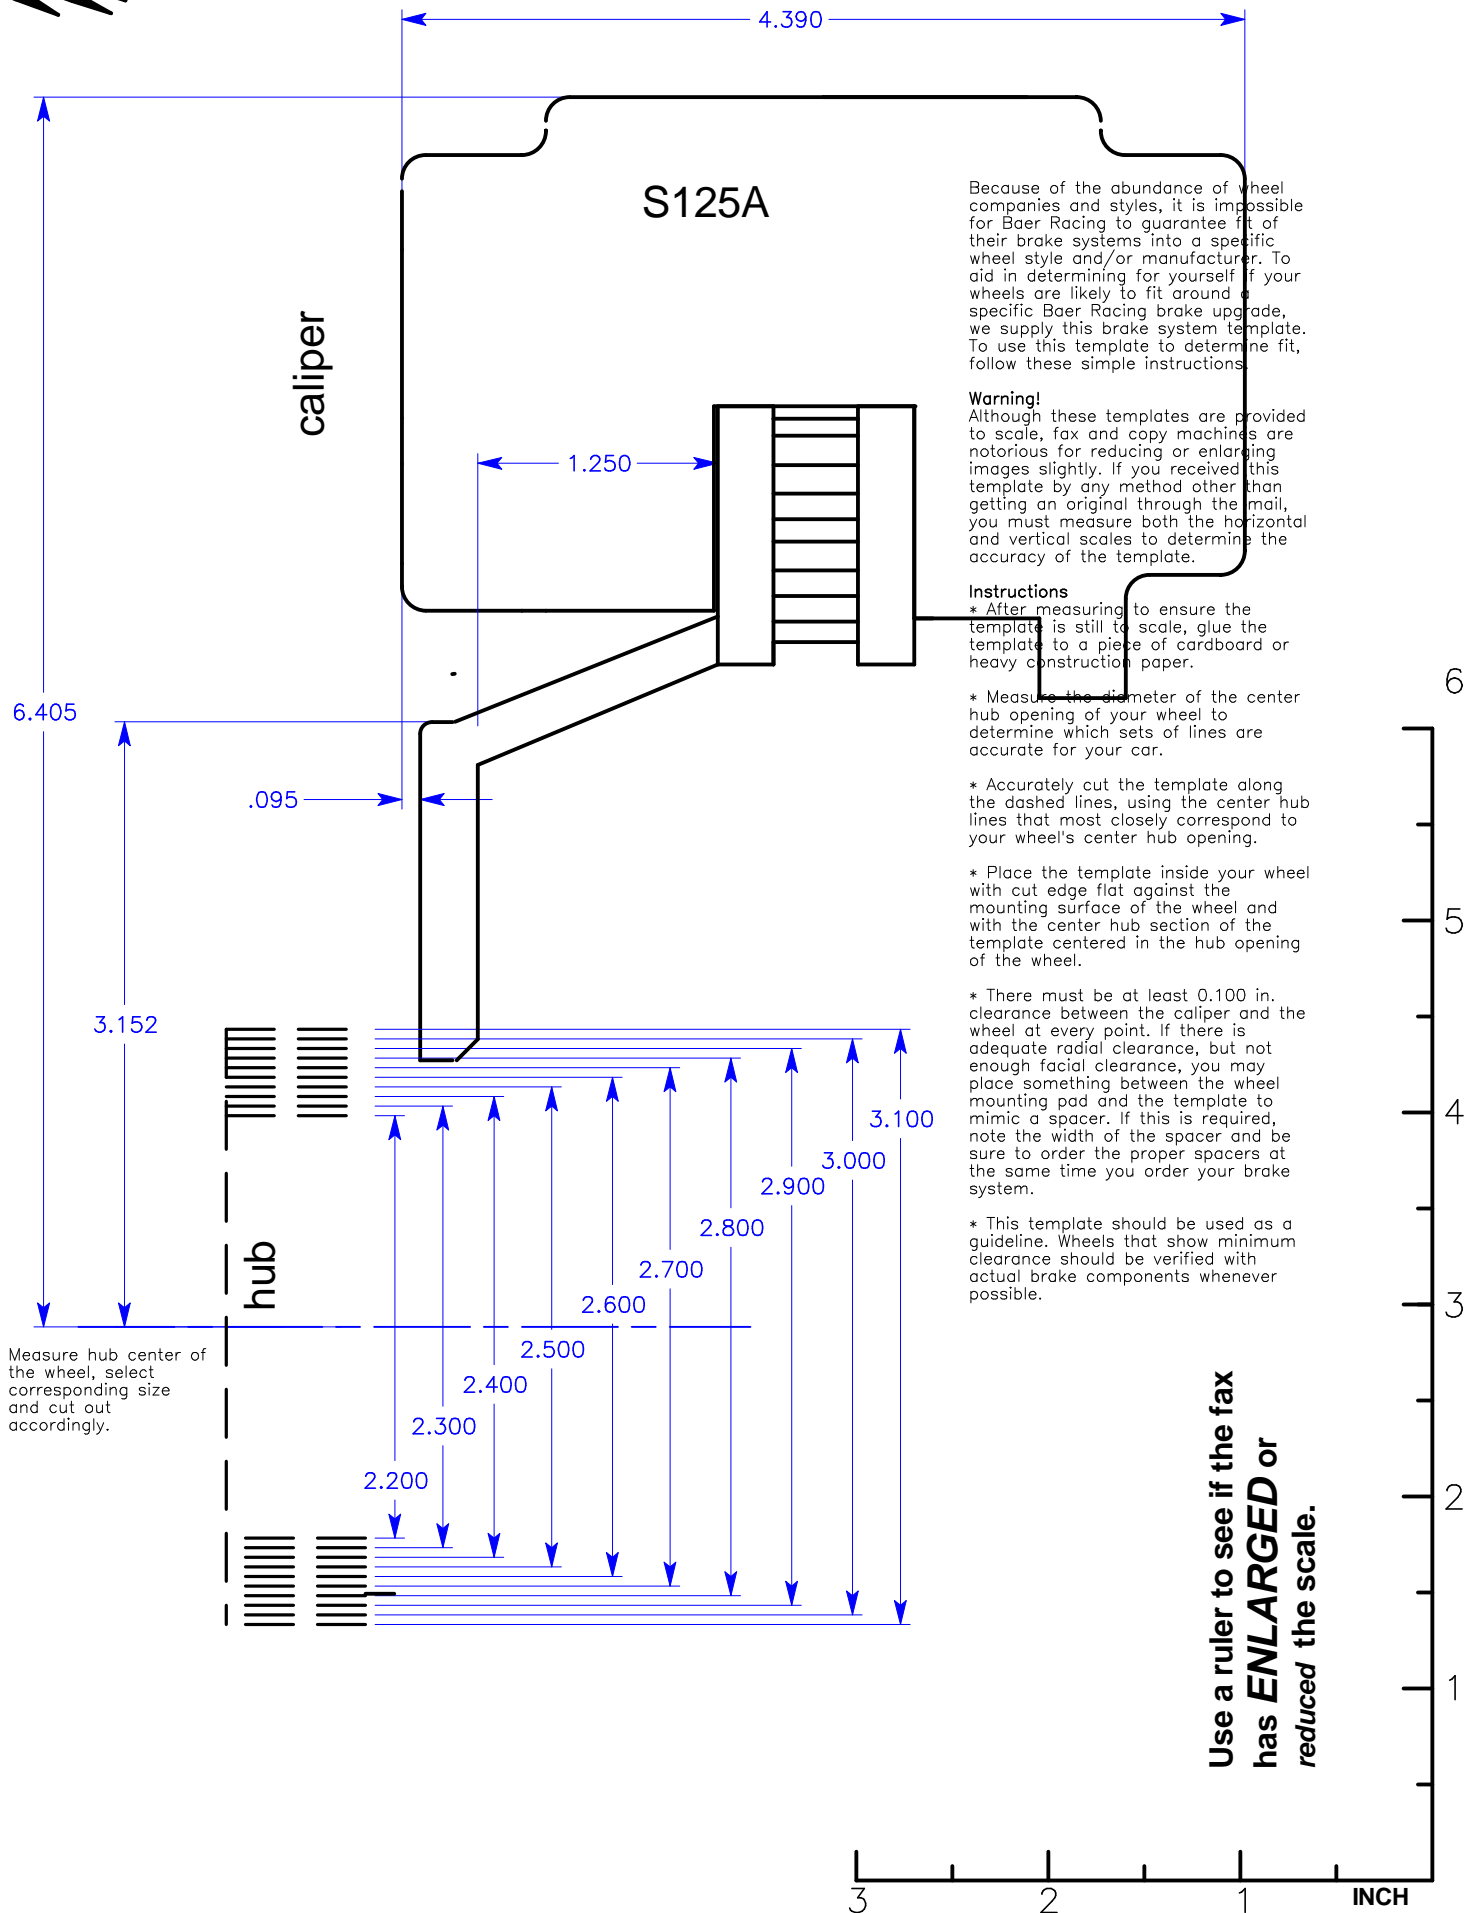 4.390
S125A
caliper
1.250
6.405
3.152
.095
hub
3.100
3.000
2.900
2.800
2.700
2.600
2.500
2.400
2.300
2.200
Measure hub center of
the wheel, select
corresponding size
and cut out
accordingly.
Because of the abundance of wheel
companies and styles, it is impossible
for Baer Racing to guarantee fit of
their brake systems into a specific
wheel style and/or manufacturer. To
aid in determining for yourself if your
wheels are likely to fit around a
specific Baer Racing brake upgrade,
we supply this brake system template.
To use this template to determine fit,
follow these simple instructions.
Warning!
Although these templates are provided
to scale, fax and copy machines are
notorious for reducing or enlarging
images slightly. If you received this
template by any method other than
getting an original through the mail,
you must measure both the horizontal
and vertical scales to determine the
accuracy of the template.
Instructions
* After measuring to ensure the
template is still to scale, glue the
template to a piece of cardboard or
heavy construction paper.
* Measure the diameter of the center
hub opening of your wheel to
determine which sets of lines are
accurate for your car.
* Accurately cut the template along
the dashed lines, using the center hub
lines that most closely correspond to
your wheel's center hub opening.
* Place the template inside your wheel
with cut edge flat against the
mounting surface of the wheel and
with the center hub section of the
template centered in the hub opening
of the wheel.
* There must be at least 0.100 in.
clearance between the caliper and the
wheel at every point. If there is
adequate radial clearance, but not
enough facial clearance, you may
place something between the wheel
mounting pad and the template to
mimic a spacer. If this is required,
note the width of the spacer and be
sure to order the proper spacers at
the same time you order your brake
system.
* This template should be used as a
guideline. Wheels that show minimum
clearance should be verified with
actual brake components whenever
possible.
Use a ruler to see if the fax
has ENLARGED or
reduced the scale.
6
5
4
3
2
1
3
2
1
INCH